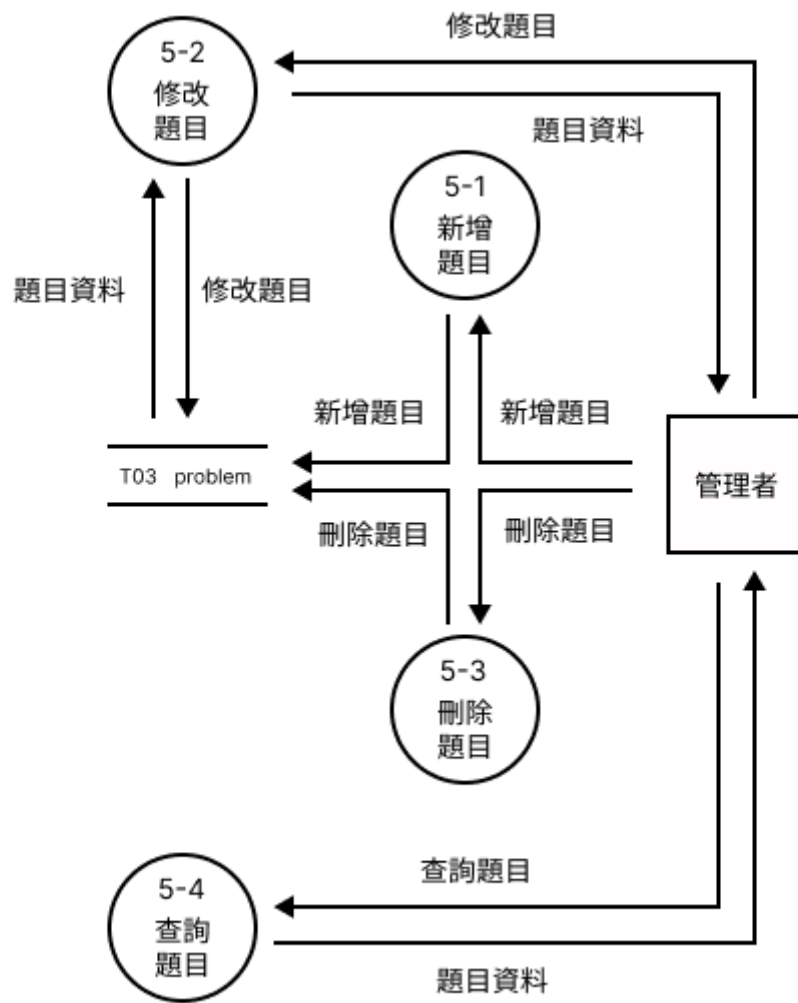 修改題目
5-2
修改
題目
題目資料
5-1
新增
題目
題目資料
修改題目
新增題目
新增題目
T03 problem
管理者
刪除題目
刪除題目
5-3
刪除
題目
查詢題目
5-4
查詢
題目
題目資料